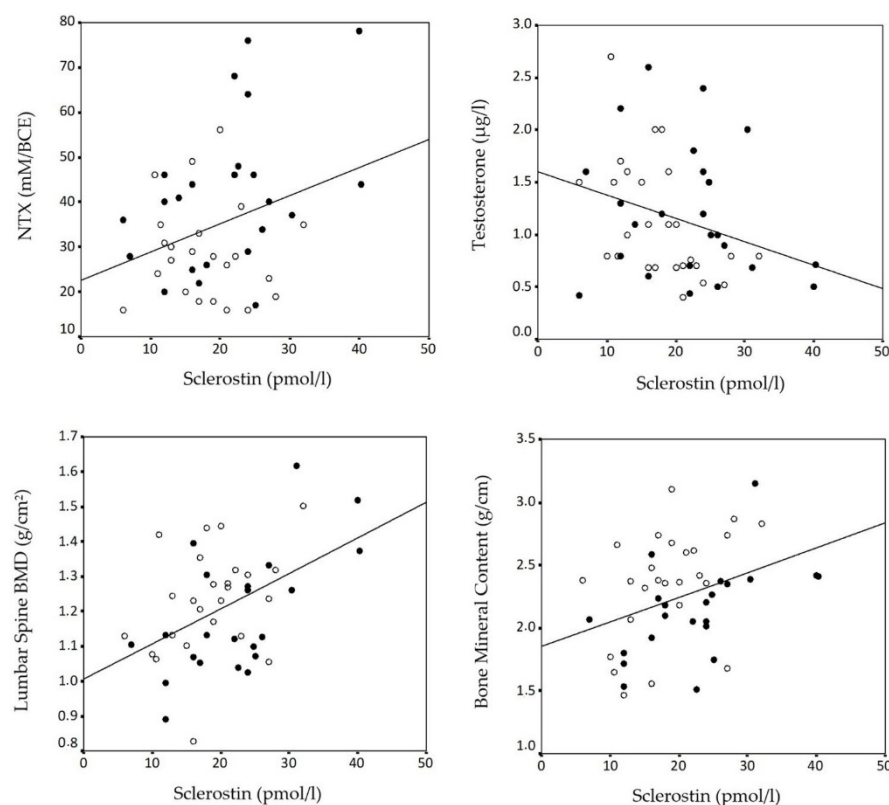 NTX (mM/BCE)
80
70
60
50
40
30
20
10
0 10 20 30 40 50
Sclerostin (pmol/l)
Testosterone (µg/l)
3.0
2.5
2.0
1.5
1.0
0.5
0.0
0 10 20 30 40 50
Sclerostin (pmol/l)
Lumbar Spine BMD (g/cm²)
1.7
1.6
1.5
1.4
1.3
1.2
1.1
1.0
0.9
0.8
0 10 20 30 40 50
Sclerostin (pmol/l)
Bone Mineral Content (g/cm)
3.5
3.0
2.5
2.0
1.5
1.0
0 10 20 30 40 50
Sclerostin (pmol/l)